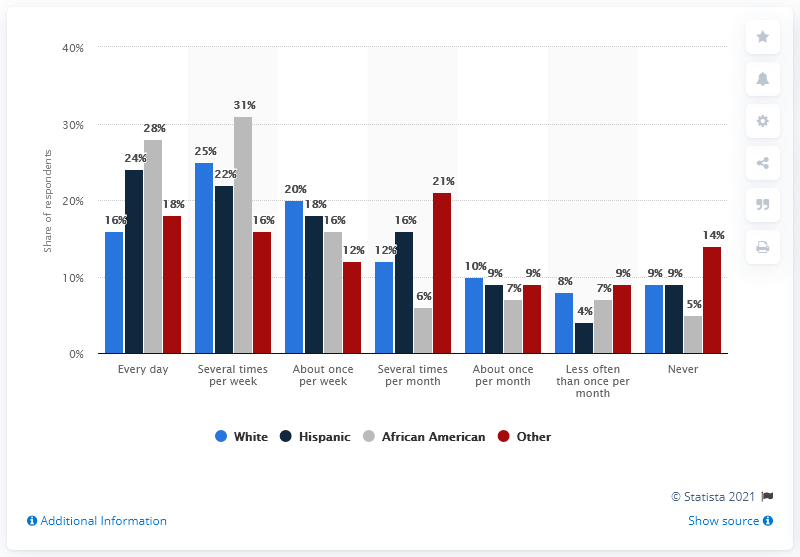 40%
30%
20%
10%
0%
Share of respondents
16% 24% 28% 18%
25% 22% 31% 16%
20% 18% 16% 12%
12% 16% 6% 21%
10% 9% 7% 9%
8% 4% 7% 9%
9% 9% 5% 14%
Every day
Several times
per week
About once
per week
Several times
per month
About once
per month
Less often
than once per
month
Never
White Hispanic African American Other
© Statista 2021
Additional Information
Show source